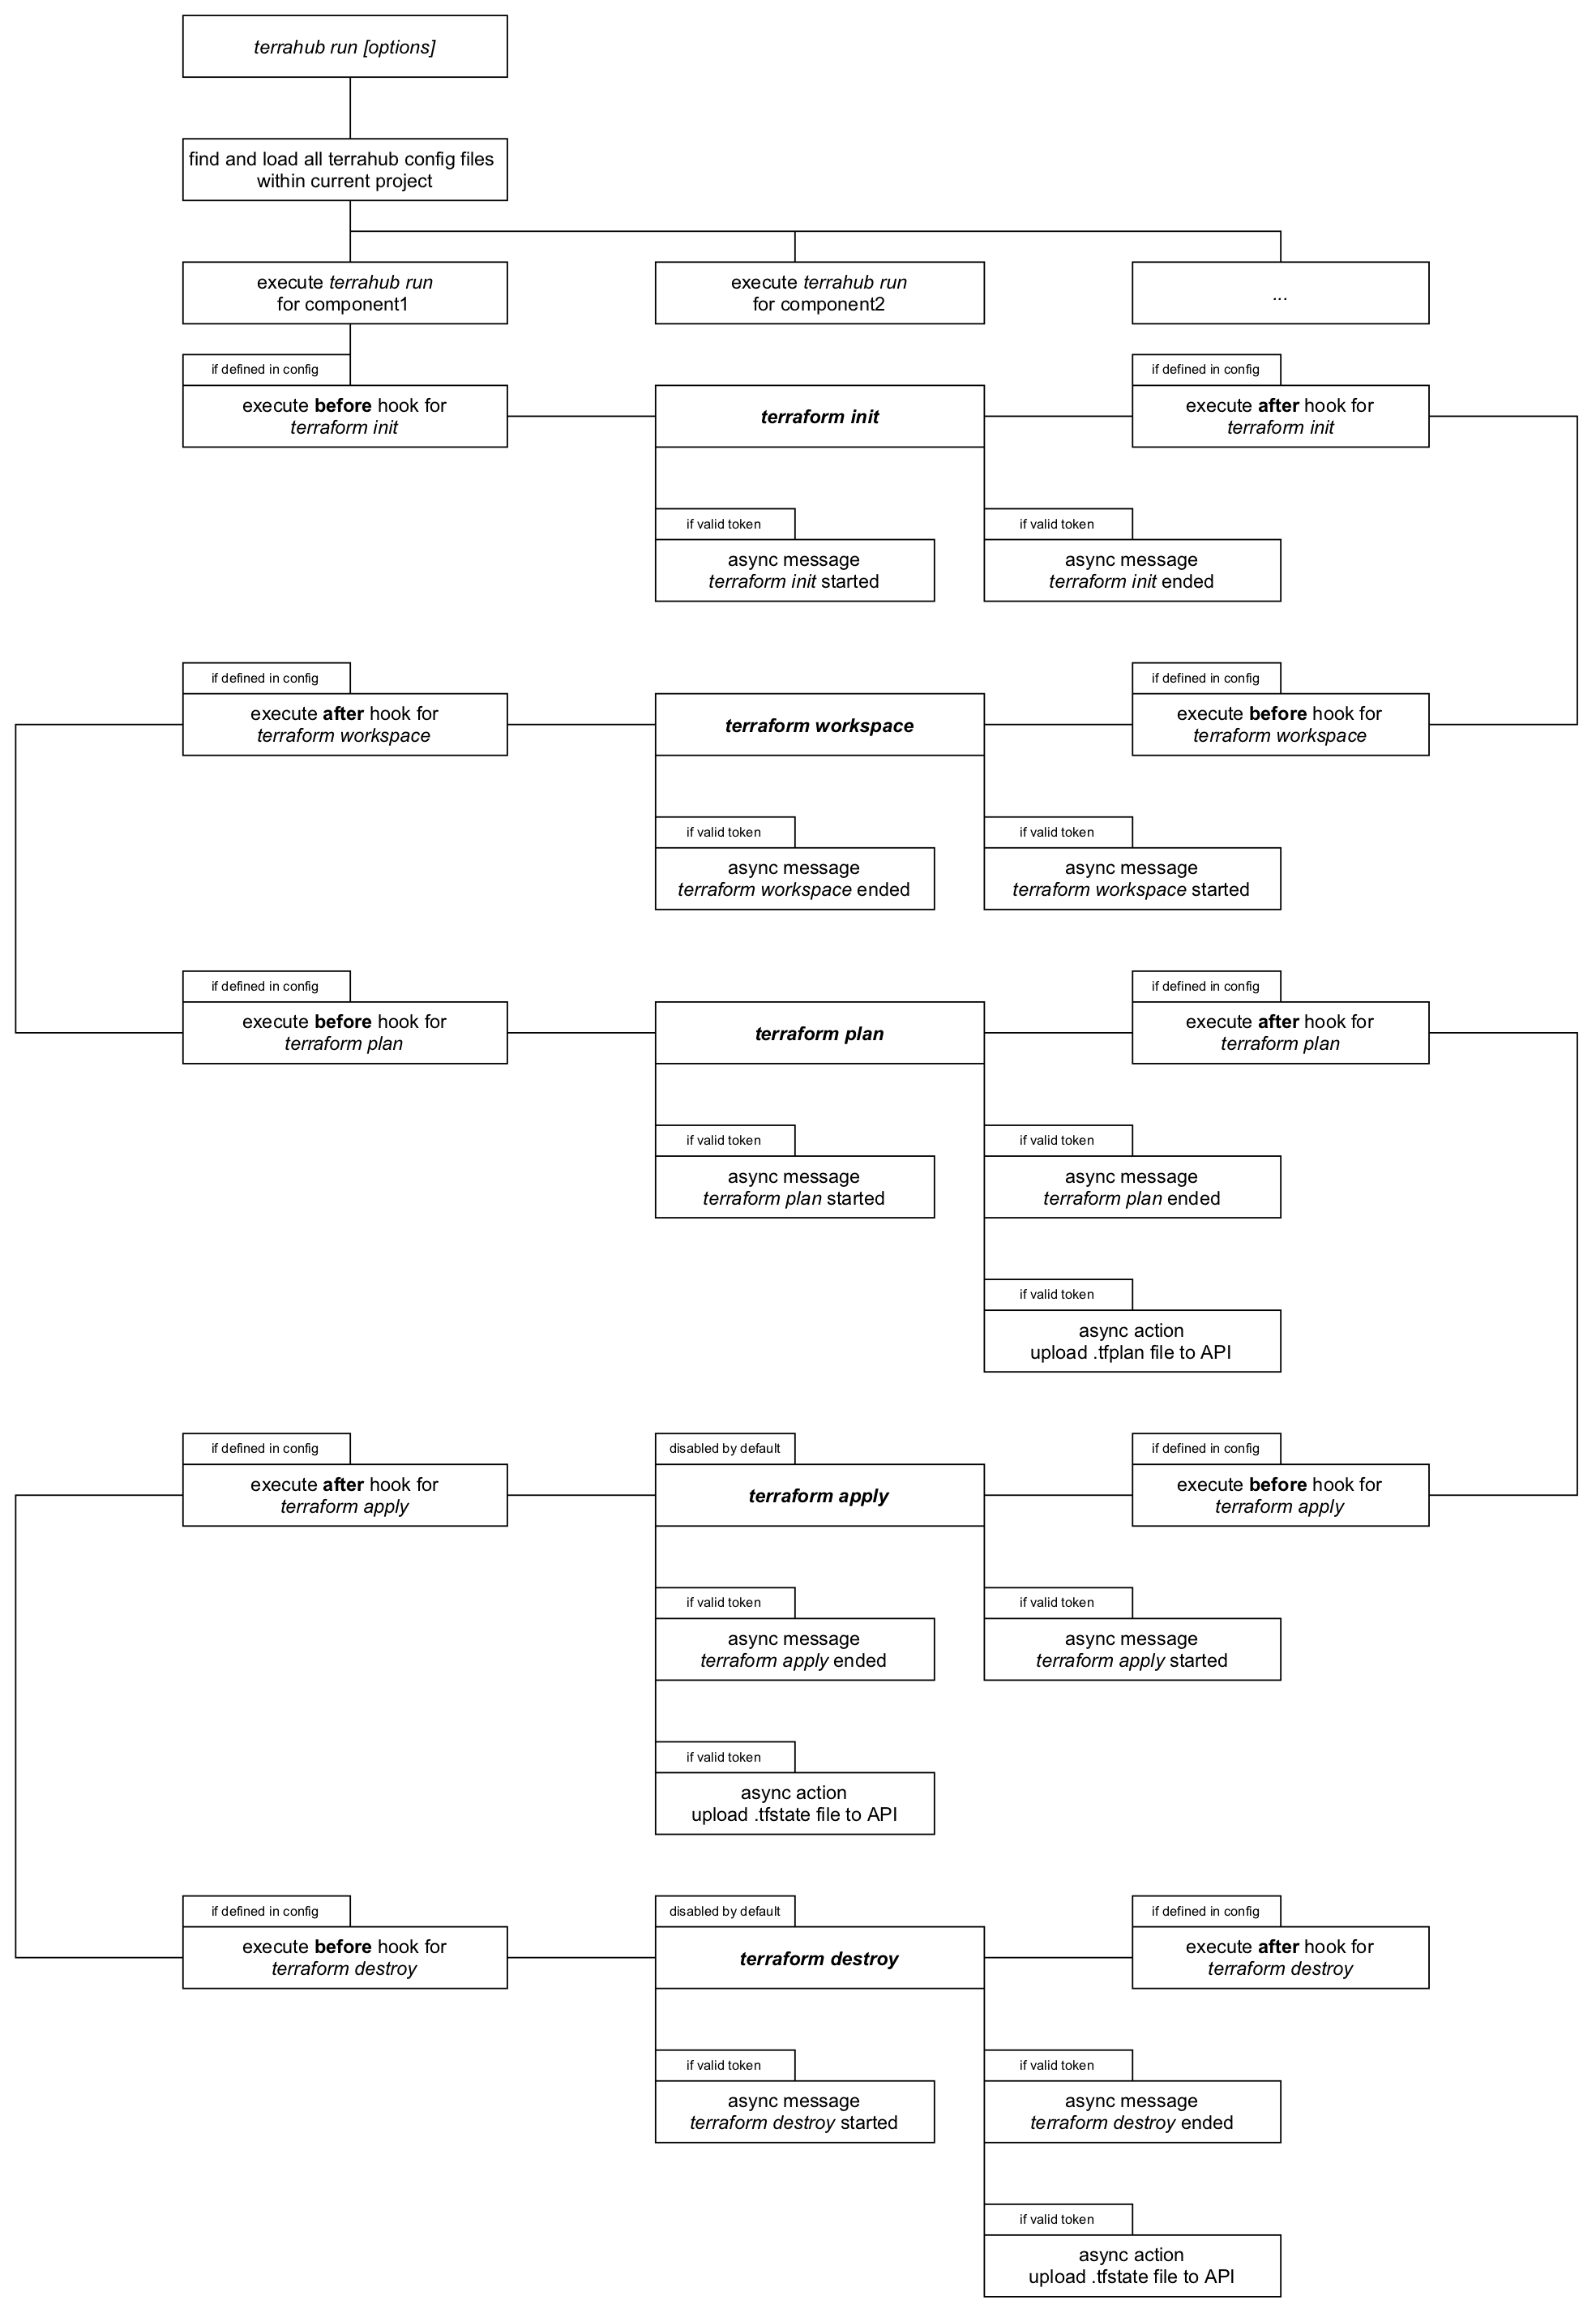 terrahub run [options]
find and load all terrahub config files
within current project
execute terrahub run
for component1
execute terrahub run
for component2
...
if defined in config
execute before hook for
terraform init
terraform init
if defined in config
execute after hook for
terraform init
if valid token
async message
terraform init started
if valid token
async message
terraform init ended
if defined in config
execute after hook for
terraform workspace
terraform workspace
if defined in config
execute before hook for
terraform workspace
if valid token
async message
terraform workspace ended
if valid token
async message
terraform workspace started
if defined in config
execute before hook for
terraform plan
terraform plan
if defined in config
execute after hook for
terraform plan
if valid token
async message
terraform plan started
if valid token
async message
terraform plan ended
if valid token
async action
upload .tfplan file to API
if defined in config
execute after hook for
terraform apply
disabled by default
terraform apply
if defined in config
execute before hook for
terraform apply
if valid token
async message
terraform apply ended
if valid token
async message
terraform apply started
if valid token
async action
upload .tfstate file to API
if defined in config
execute before hook for
terraform destroy
disabled by default
terraform destroy
if defined in config
execute after hook for
terraform destroy
if valid token
async message
terraform destroy started
if valid token
async message
terraform destroy ended
if valid token
async action
upload .tfstate file to API